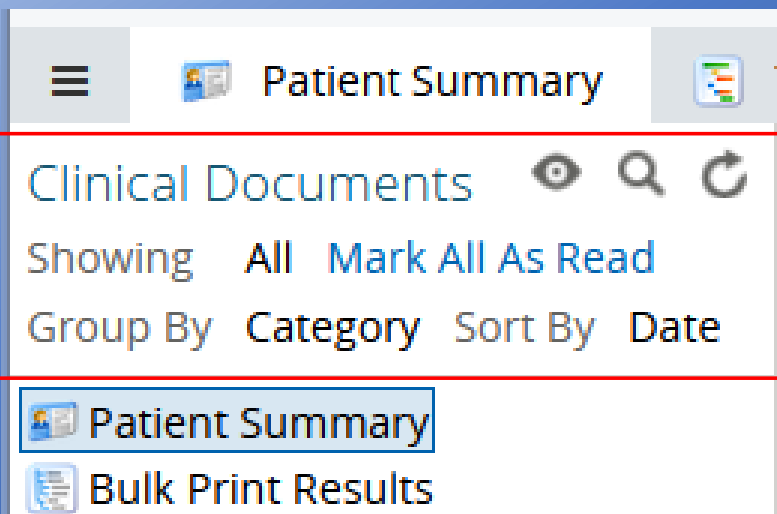 Patient Summary
Clinical Documents
Showing All Mark All As Read
Group By Category Sort By Date
Patient Summary
Bulk Print Results